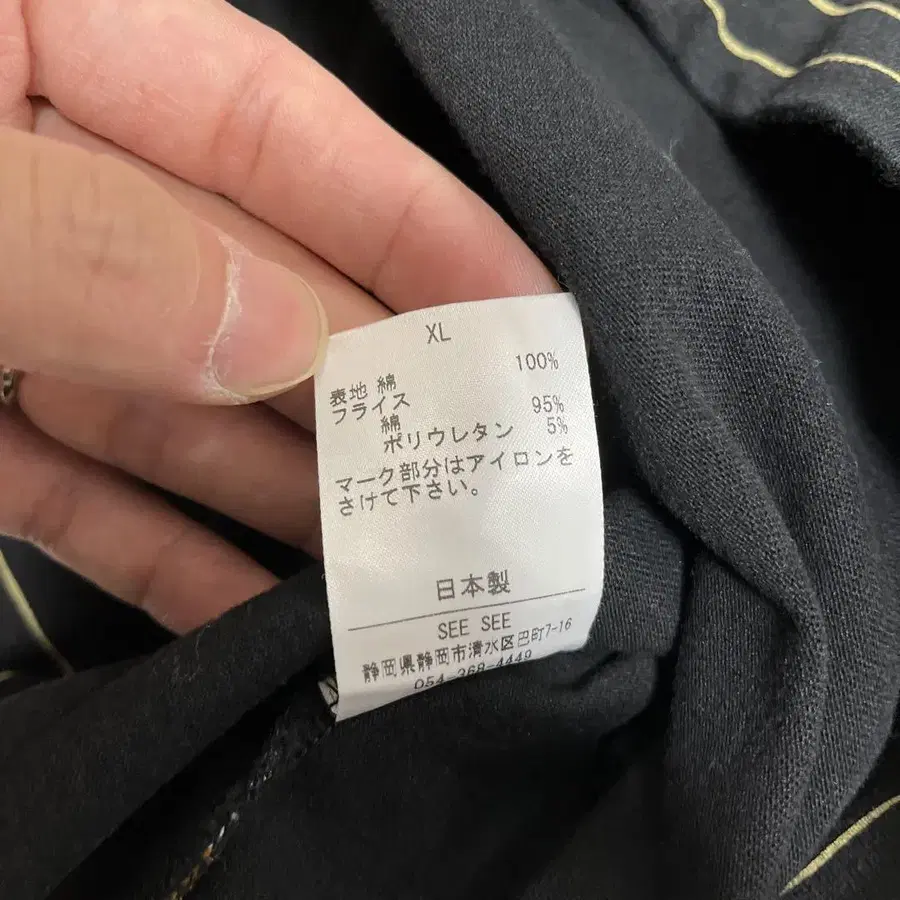 XL
表地 綿 100%
フライス
綿 95%
ポリウレタン 5%
マーク部分はアイロンを
さけて下さい。
日本製
SEE SEE
静岡県静岡市清水区巴町7-16
054-368-4449